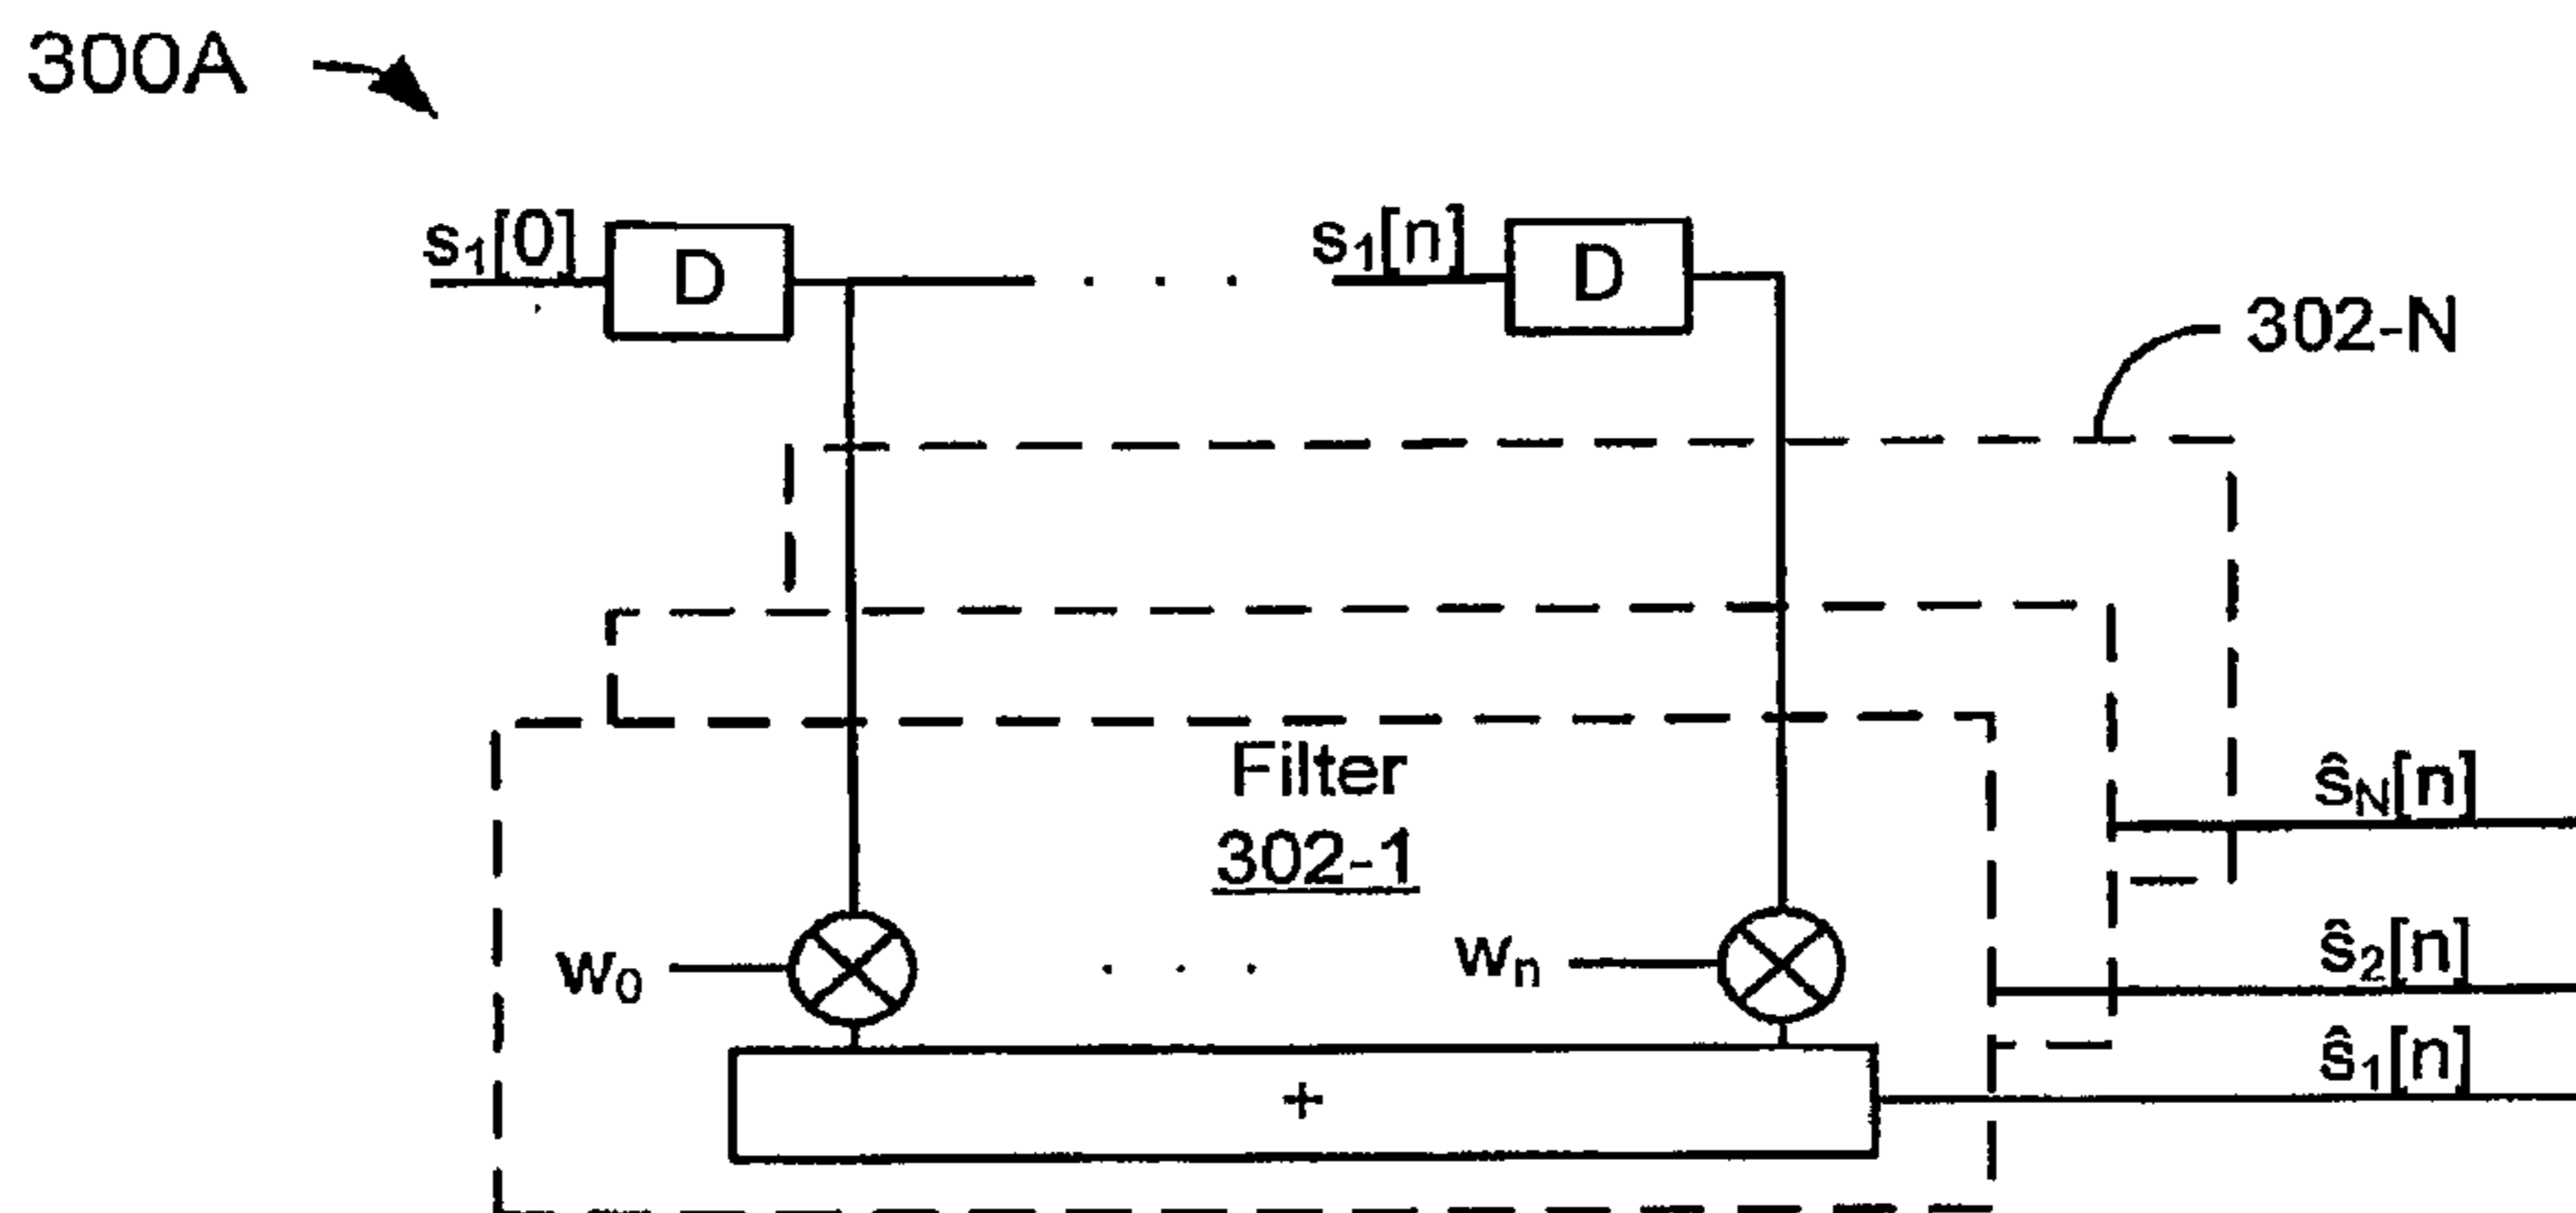 300A
s₁[0] D . . . s₁[n] D
302-N
Filter
302-1
ŝN[n]
w₀ . . . wₙ
ŝ₂[n]
ŝ₁[n]
+